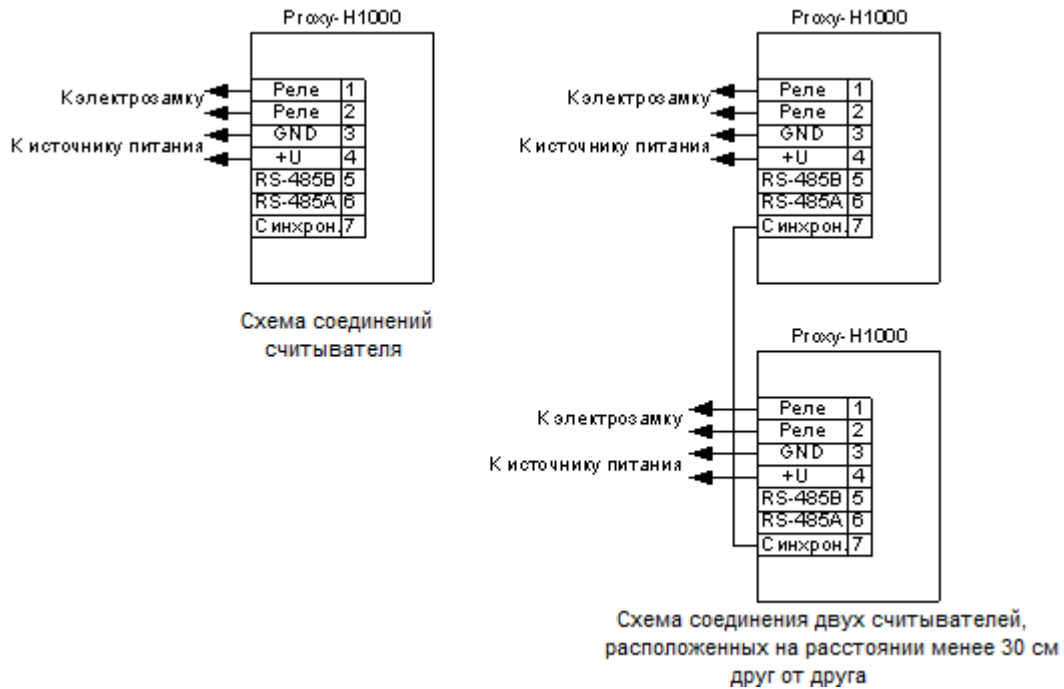 Proxy-H1000
К электрозамку
К источнику питания
Реле 1
Реле 2
GND 3
+U 4
RS-485B 5
RS-485A 6
Синхрон. 7
Схема соединений
считывателя
Proxy-H1000
К электрозамку
К источнику питания
Реле 1
Реле 2
GND 3
+U 4
RS-485B 5
RS-485A 6
Синхрон. 7
Proxy-H1000
К электрозамку
К источнику питания
Реле 1
Реле 2
GND 3
+U 4
RS-485B 5
RS-485A 6
Синхрон. 7
Схема соединения двух считывателей,
расположенных на расстоянии менее 30 см
друг от друга